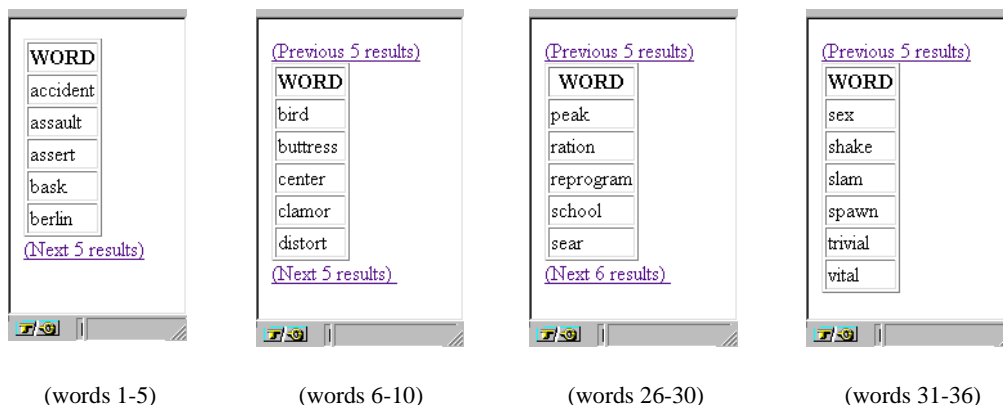 WORD
accident
assault
assert
bask
berlin
(Next 5 results)
(words 1-5)
(Previous 5 results)
WORD
bird
buttress
center
clamor
distort
(Next 5 results)
(words 6-10)
(Previous 5 results)
WORD
peak
ration
reprogram
school
sear
(Next 6 results)
(words 26-30)
(Previous 5 results)
WORD
sex
shake
slam
spawn
trivial
vital
(words 31-36)